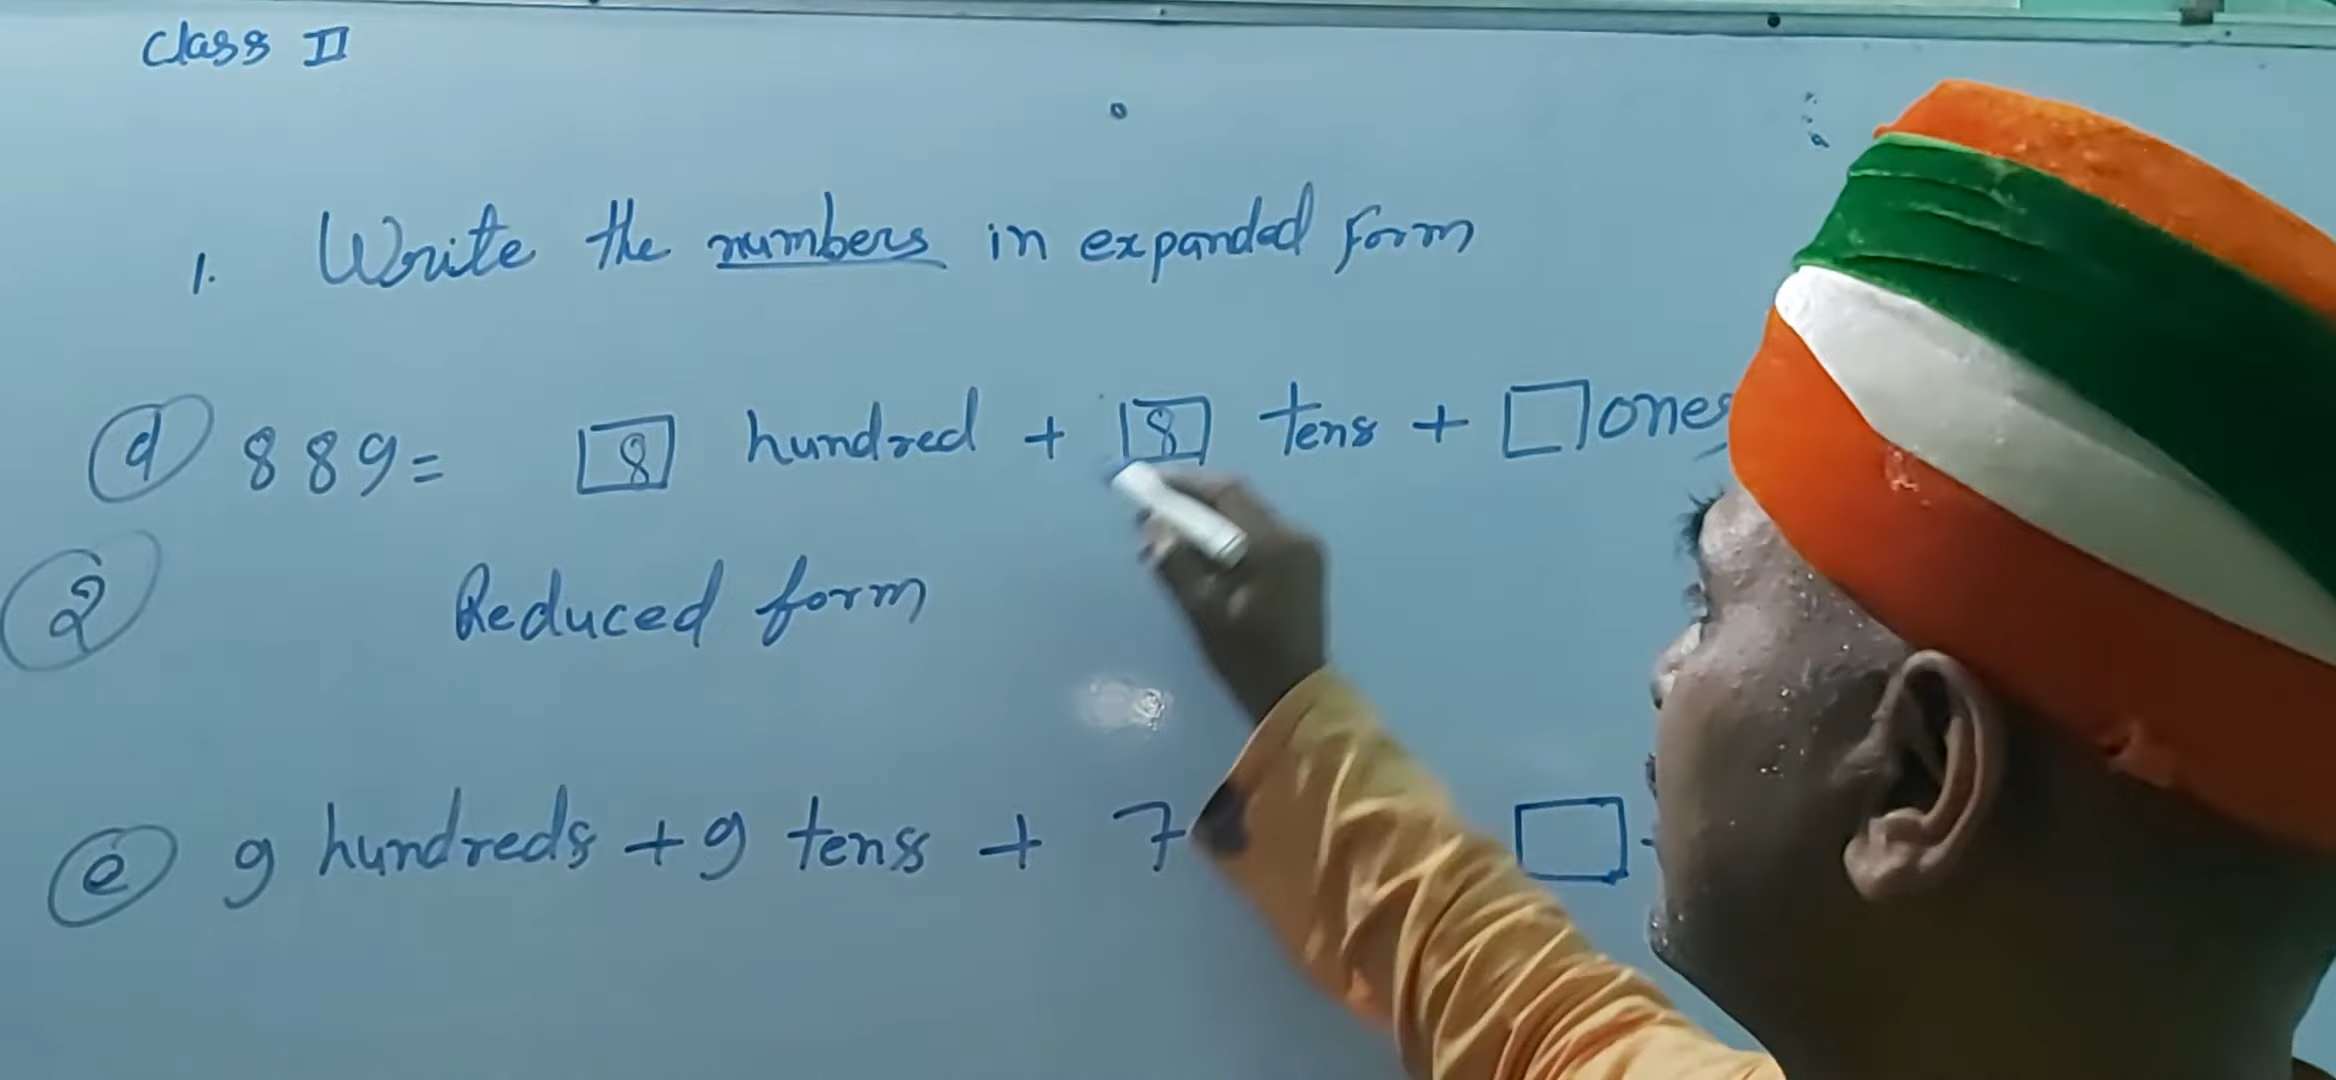 Class II
1. Write the numbers in expanded form
d 889 = 8 hundred + 8 tens + □ ones
2 Reduced form
e 9 hundreds + 9 tens + 7 □